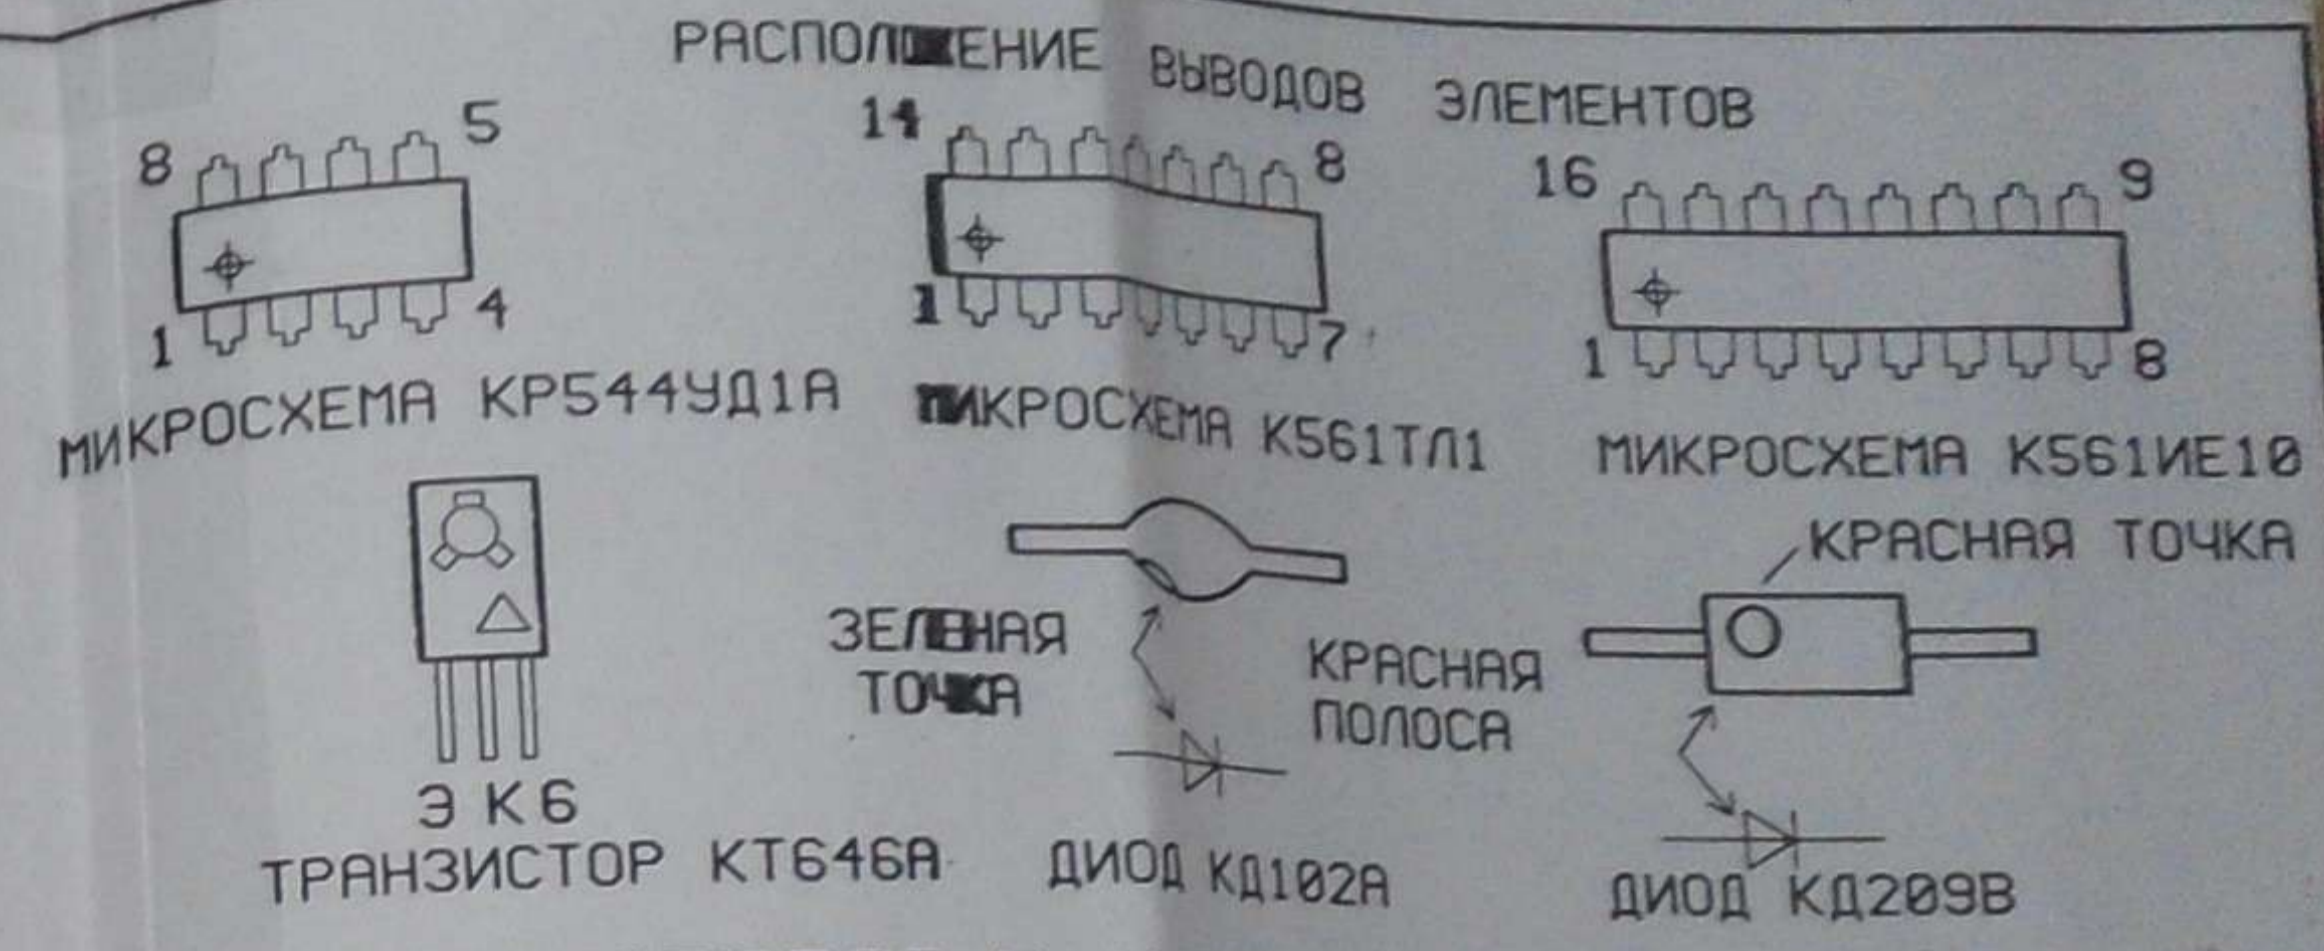 РАСПОЛОЖЕНИЕ ВЫВОДОВ ЭЛЕМЕНТОВ
8 5
14 8
16 9
1 4
1 7
1 8
МИКРОСХЕМА КР544УД1А
МИКРОСХЕМА К561ТЛ1
МИКРОСХЕМА К561ИЕ10
КРАСНАЯ ТОЧКА
ЗЕЛЕНАЯ
ТОЧКА
КРАСНАЯ
ПОЛОСА
Э К Б
ТРАНЗИСТОР КТ646А
ДИОД КД102А
ДИОД КД209В